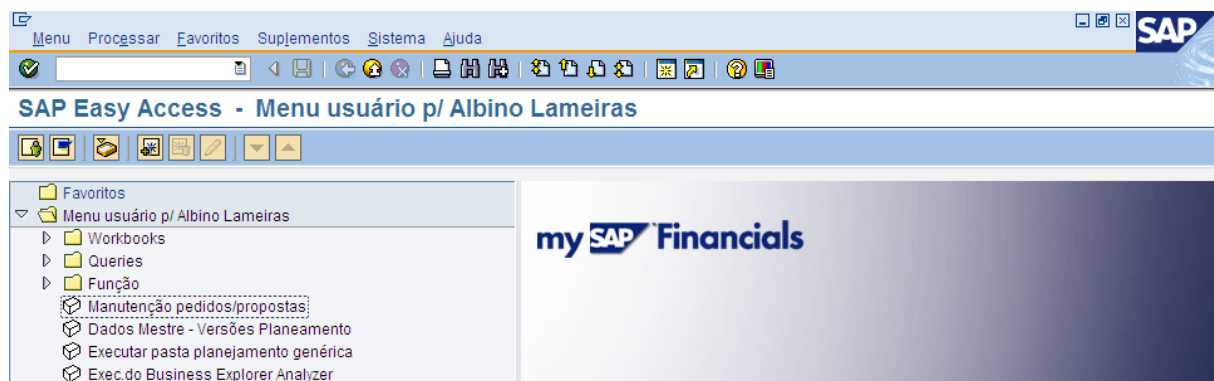 Menu Processar Favoritos Suplementos Sistema Ajuda
SAP
SAP Easy Access - Menu usuário p/ Albino Lameiras
Favoritos
Menu usuário p/ Albino Lameiras
Workbooks
Queries
Função
Manutenção pedidos/propostas
Dados Mestre - Versões Planeamento
Executar pasta planejamento genérica
Exec.do Business Explorer Analyzer
my SAP Financials